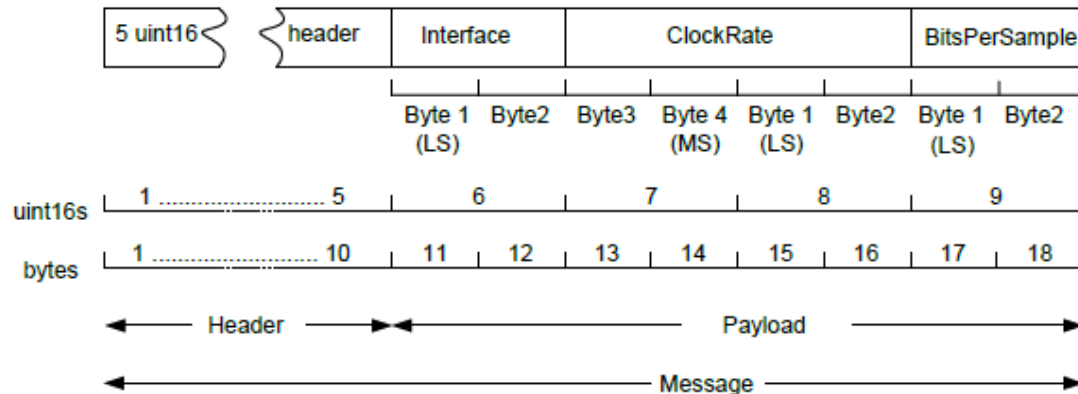 5 uint16 header Interface ClockRate BitsPerSample
Byte 1 Byte2 Byte3 Byte 4 Byte 1 Byte2 Byte 1 Byte2
(LS) (MS) (LS) (LS)
uint16s 1 ........................ 5 6 7 8 9
bytes 1 ........................ 10 11 12 13 14 15 16 17 18
Header Payload
Message